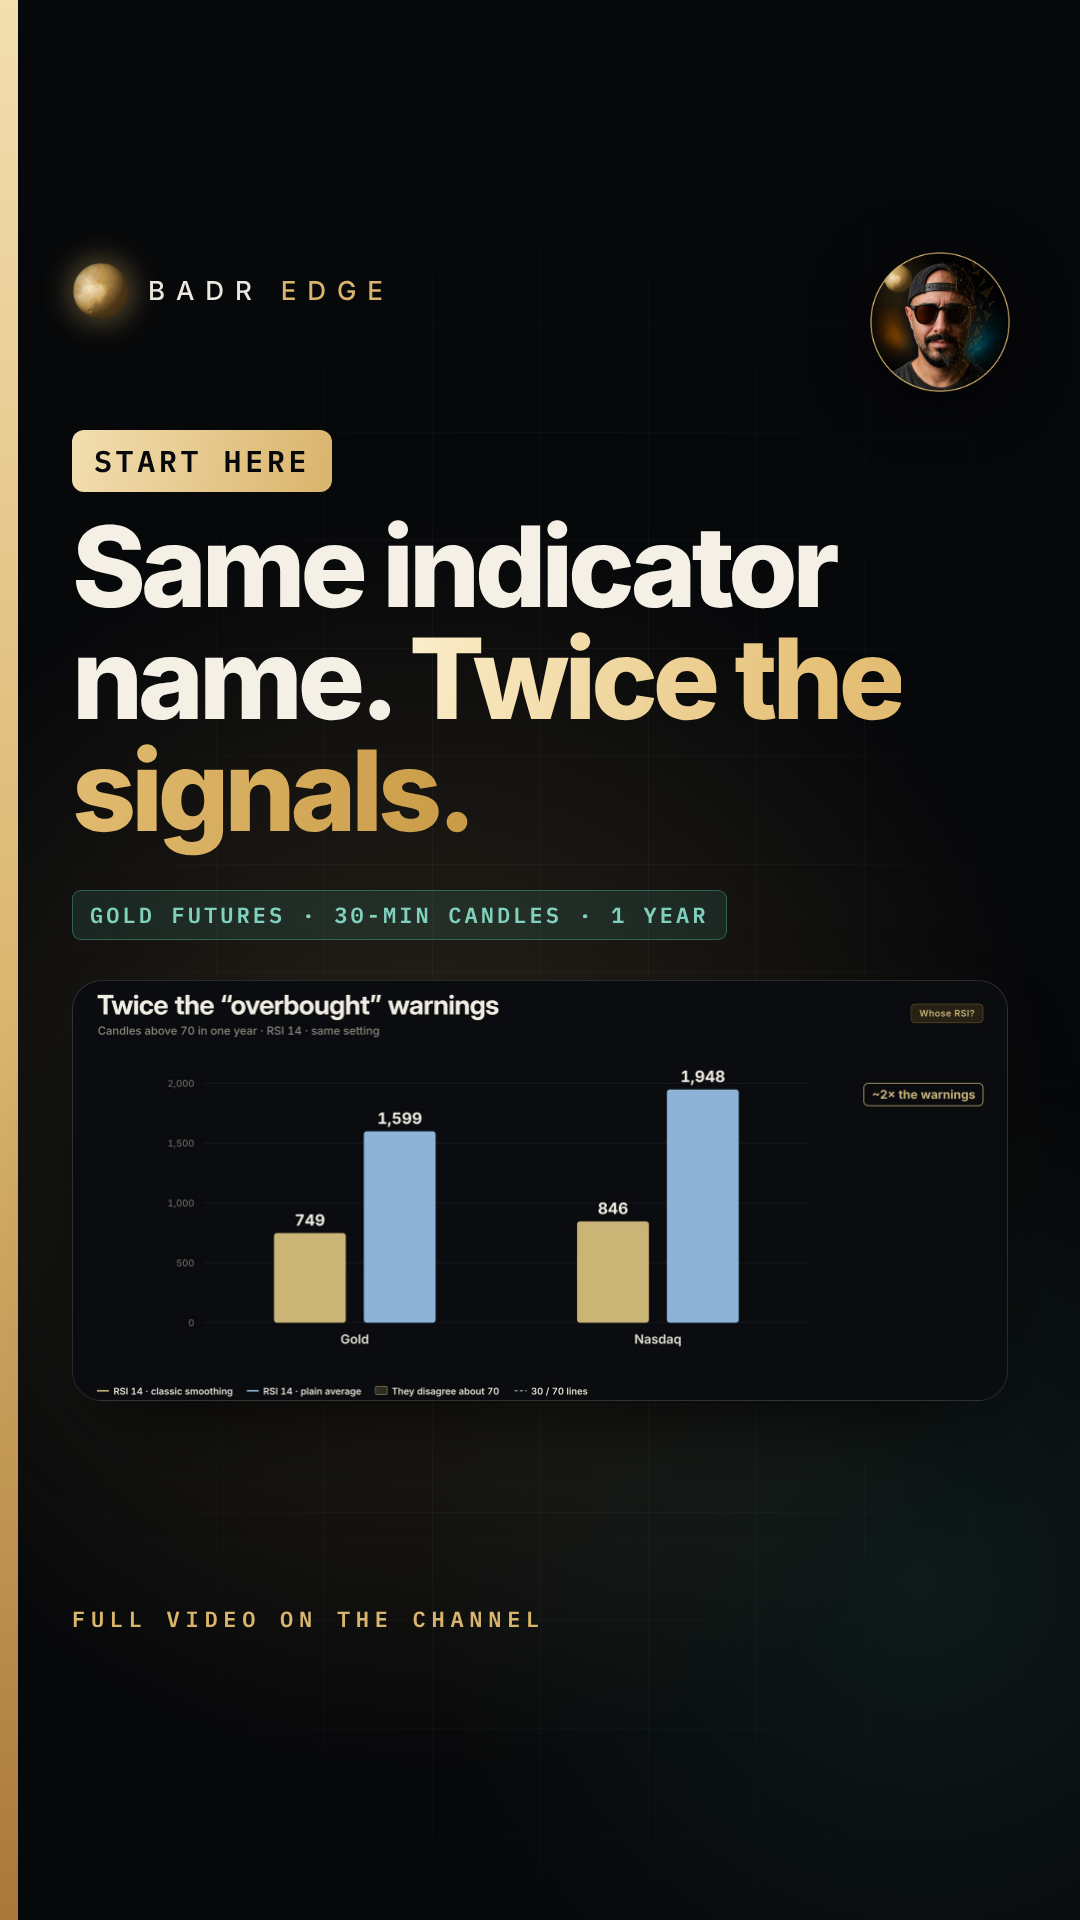 BADR EDGE
START HERE
Same indicator
name. Twice the
signals.
GOLD FUTURES · 30-MIN CANDLES · 1 YEAR
Twice the “overbought” warnings
Candles above 70 in one year · RSI 14 · same setting
Whose RSI?
~2× the warnings
2,000
1,500
1,000
500
0
749
1,599
846
1,948
Gold
Nasdaq
RSI 14 · classic smoothing
RSI 14 · plain average
They disagree about 70
30 / 70 lines
FULL VIDEO ON THE CHANNEL